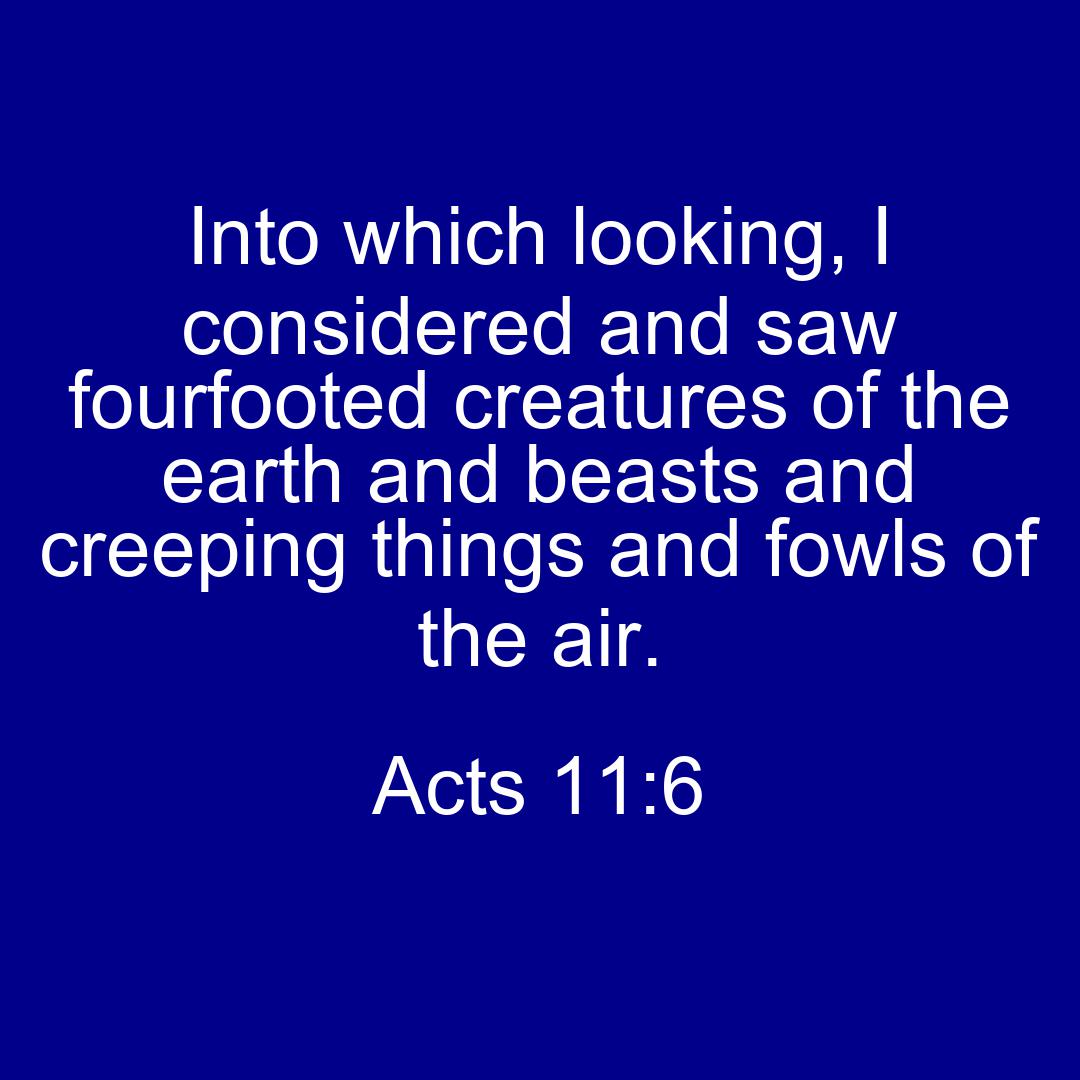 Into which looking, I
considered and saw
fourfooted creatures of the
earth and beasts and
creeping things and fowls of
the air.
Acts 11:6